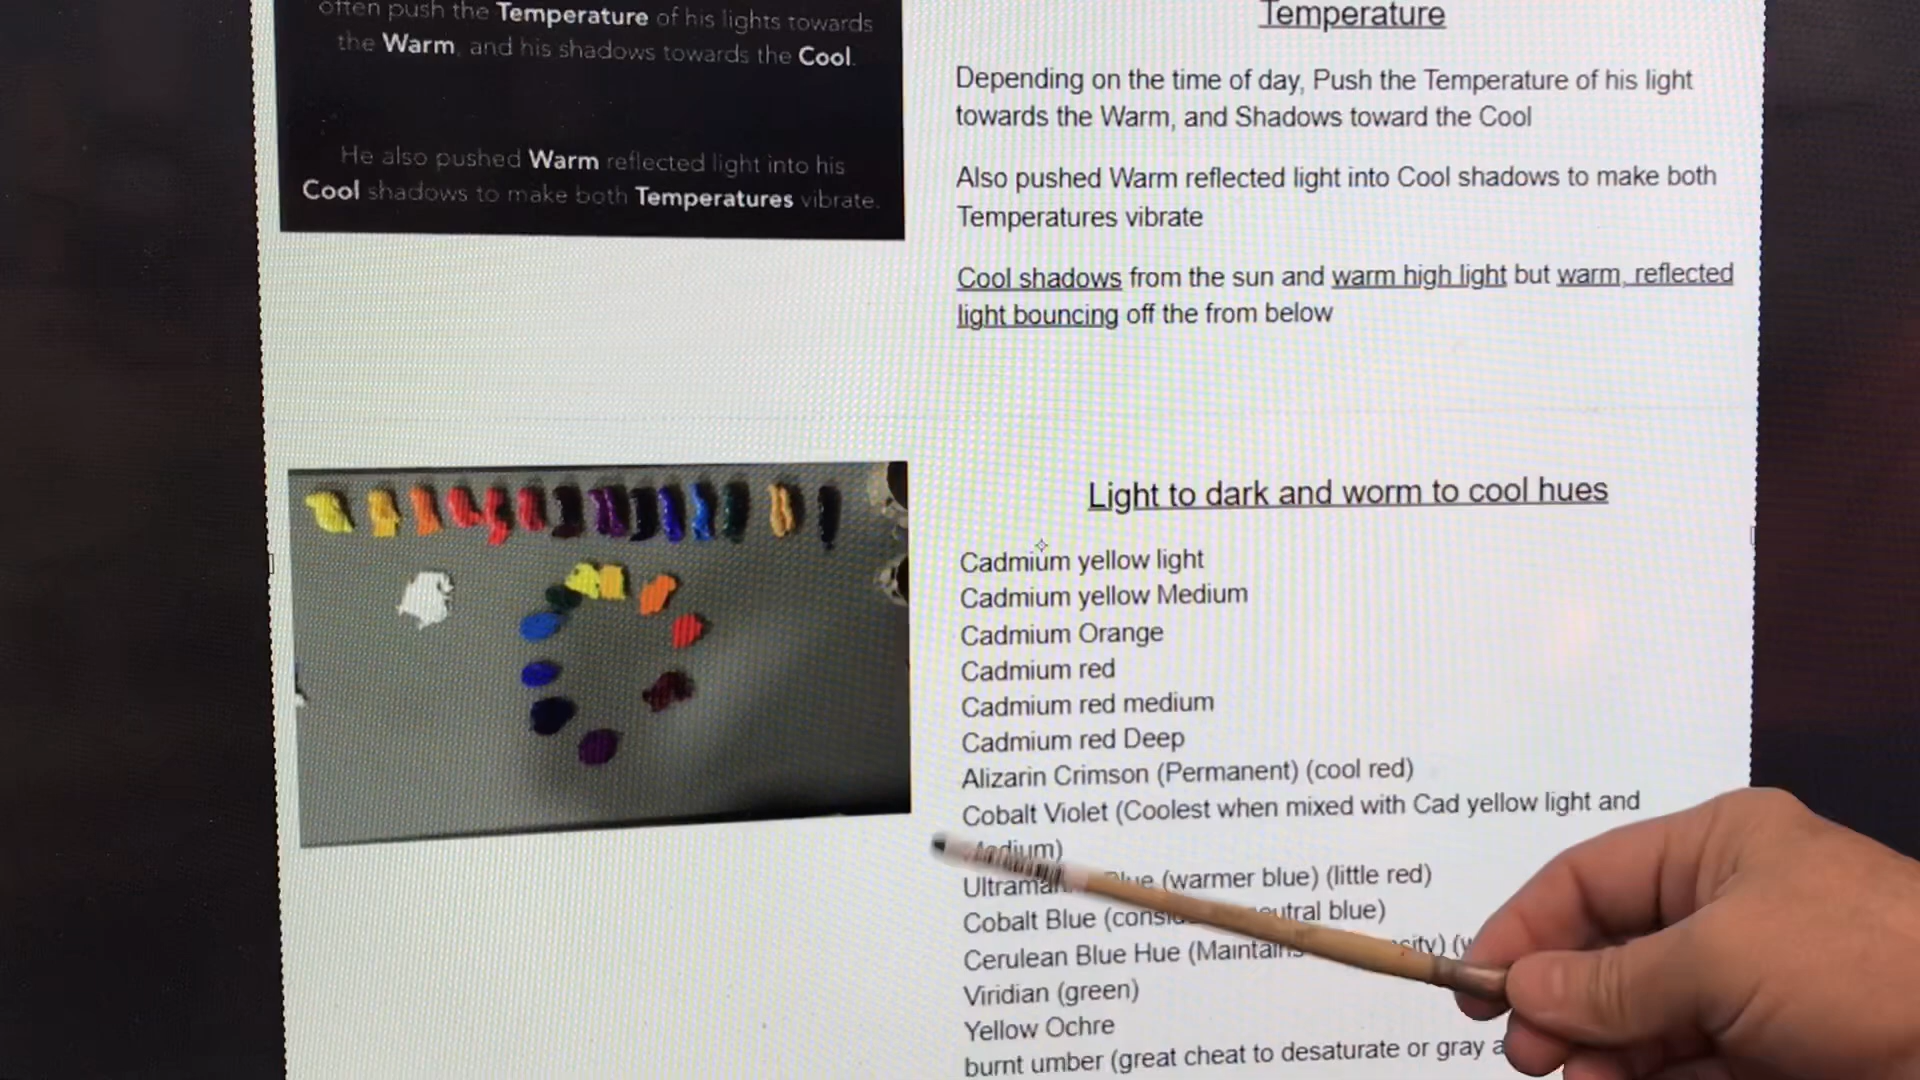 often push the Temperature of his lights towards
the Warm, and his shadows towards the Cool.
He also pushed Warm reflected light into his
Cool shadows to make both Temperatures vibrate.
Temperature
Depending on the time of day, Push the Temperature of his light
towards the Warm, and Shadows toward the Cool
Also pushed Warm reflected light into Cool shadows to make both
Temperatures vibrate
Cool shadows from the sun and warm high light but warm, reflected
light bouncing off the from below
Light to dark and worm to cool hues
Cadmium yellow light
Cadmium yellow Medium
Cadmium Orange
Cadmium red
Cadmium red medium
Cadmium red Deep
Alizarin Crimson (Permanent) (cool red)
Cobalt Violet (Coolest when mixed with Cad yellow light and
Medium)
Blue (warmer blue) (little red)
Cobalt Blue blue)
Cerulean Blue Hue
Viridian (green)
Yellow Ochre
burnt umber (great cheat to desaturate or gray